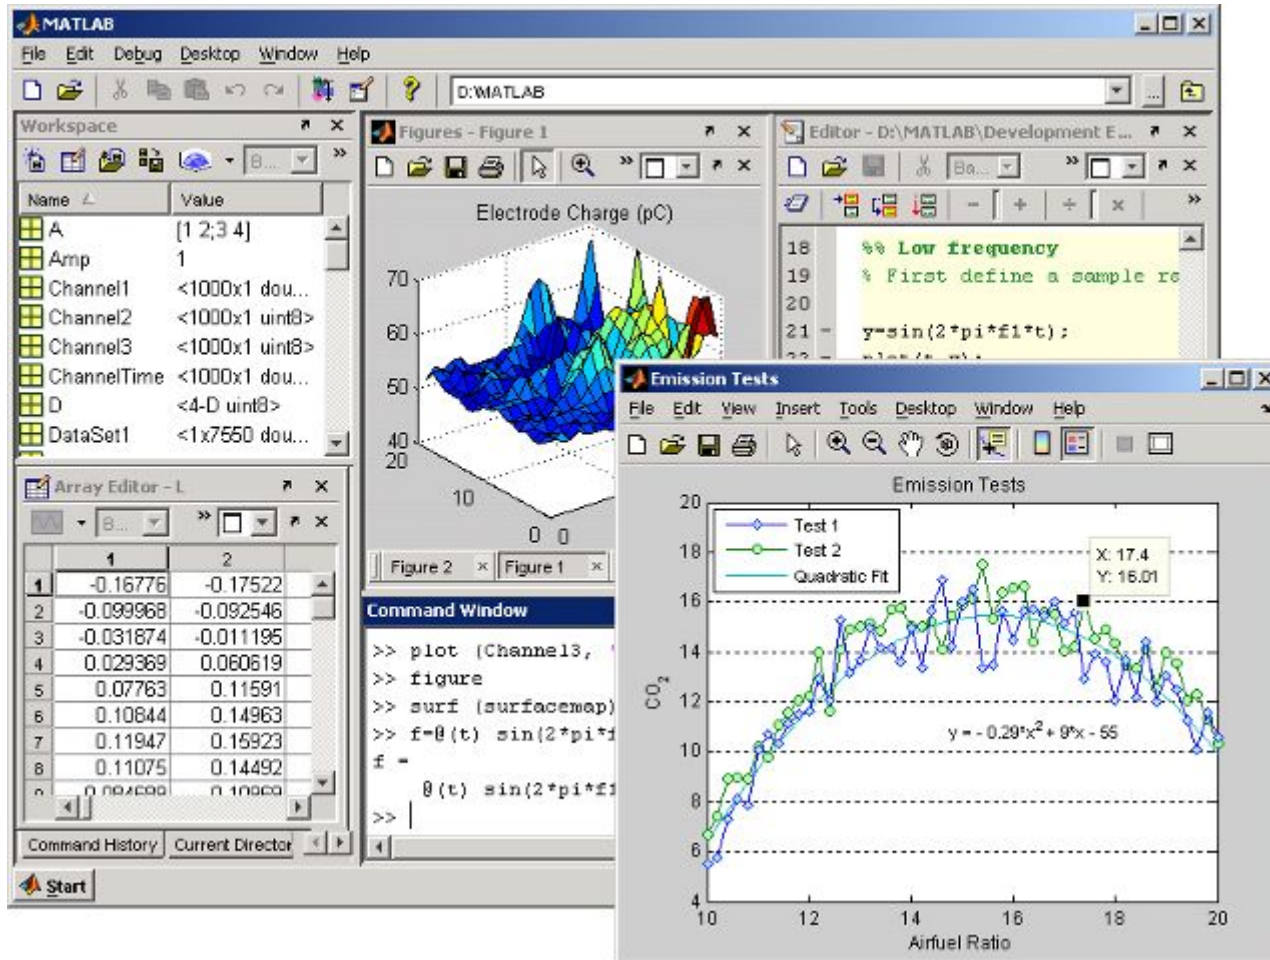 MATLAB
File Edit Debug Desktop Window Help
D:\MATLAB
Workspace
B...
Name Value
A [1 2;3 4]
Amp 1
Channel1 <1000x1 dou...
Channel2 <1000x1 uint8>
Channel3 <1000x1 uint8>
ChannelTime <1000x1 dou...
D <4-D uint8>
DataSet1 <1x7550 dou...
Array Editor - L
B...
1 2
1 -0.16776 -0.17522
2 -0.099968 -0.092546
3 -0.031874 -0.011195
4 0.029369 0.060619
5 0.07763 0.11591
6 0.10844 0.14963
7 0.11947 0.15923
8 0.11075 0.14492
Command History Current Director
Start
Figures - Figure 1
Electrode Charge (pC)
70
60
50
40
20
10
0 0
Figure 2 Figure 1
Command Window
>> plot (Channel3,
>> figure
>> surf (surfacemap)
>> f=@(t) sin(2*pi*f
f =
@(t) sin(2*pi*f1
>>
Editor - D:\MATLAB\Development E...
Ba...
18 %% Low frequency
19 % First define a sample
20
21 - y=sin(2*pi*f1*t);
Emission Tests
File Edit View Insert Tools Desktop Window Help
Emission Tests
Test 1
Test 2
Quadratic Fit
X: 17.4
Y: 16.01
y = - 0.29*x² + 9*x - 55
CO₂
20
18
16
14
12
10
8
6
4
10 12 14 16 18 20
Airfuel Ratio